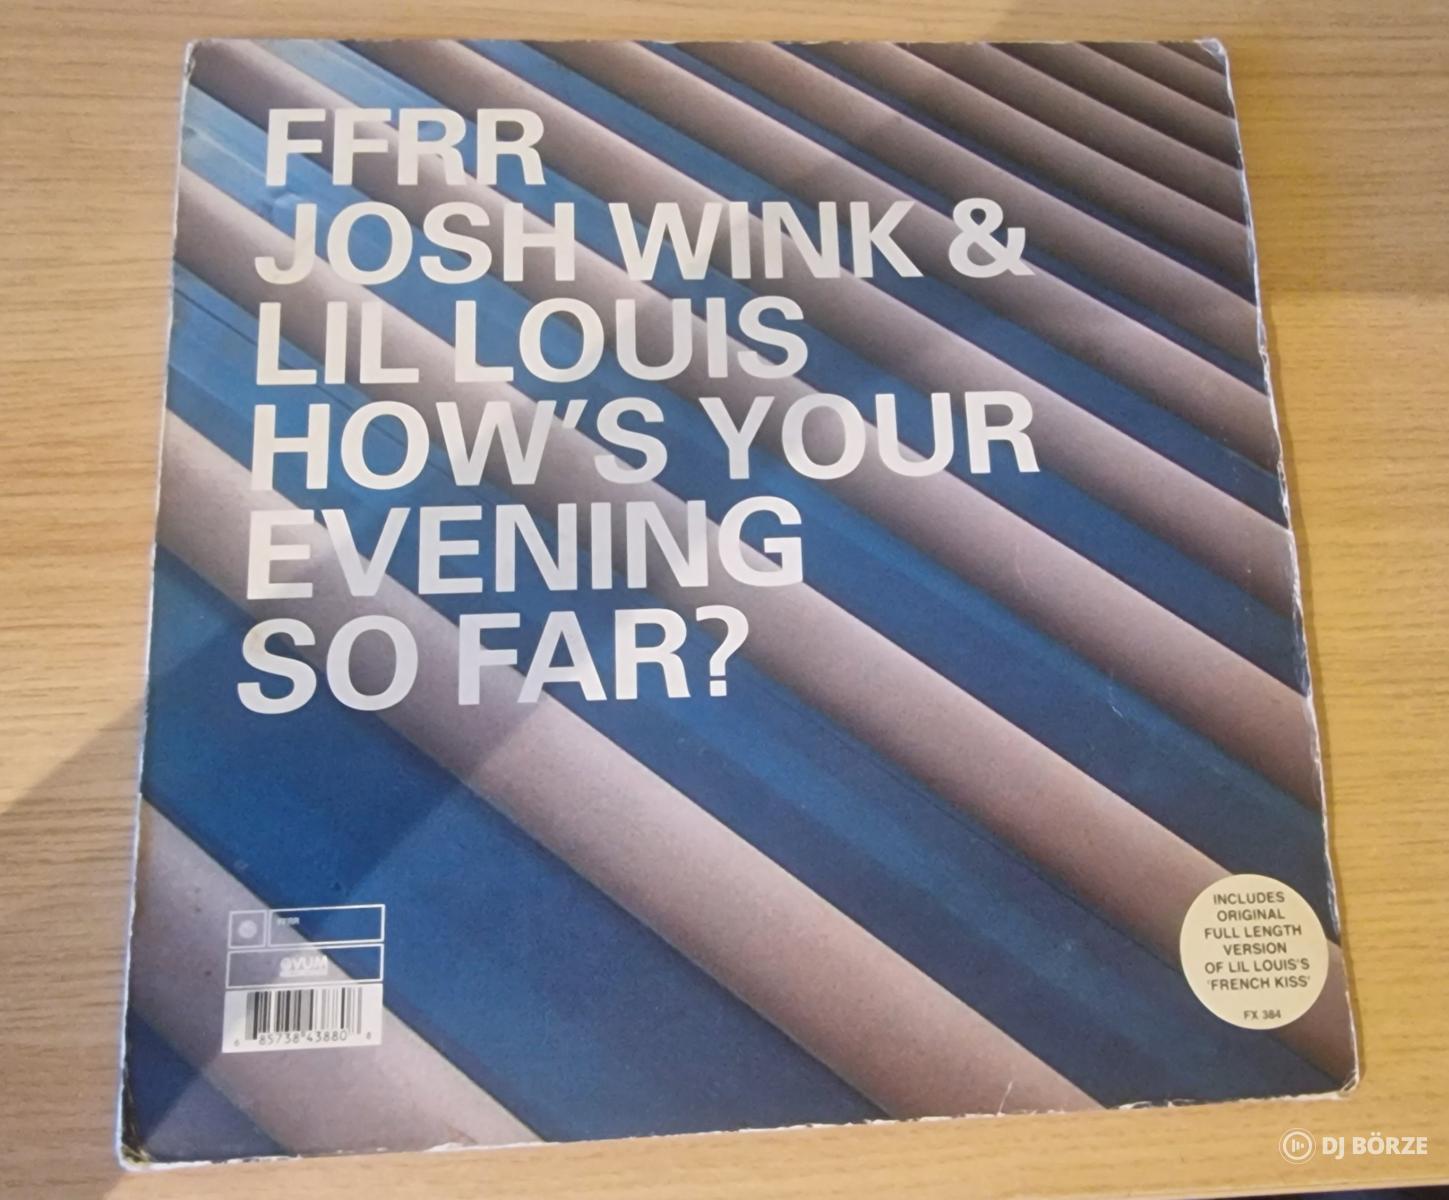 FFRR
JOSH WINK &
LIL LOUIS
HOW'S YOUR
EVENING
SO FAR?
FFRR
OVUM
6 85738 43880 8
INCLUDES
ORIGINAL
FULL LENGTH
VERSION
OF LIL LOUIS'S
'FRENCH KISS'
FX 384
DJ BÖRZE